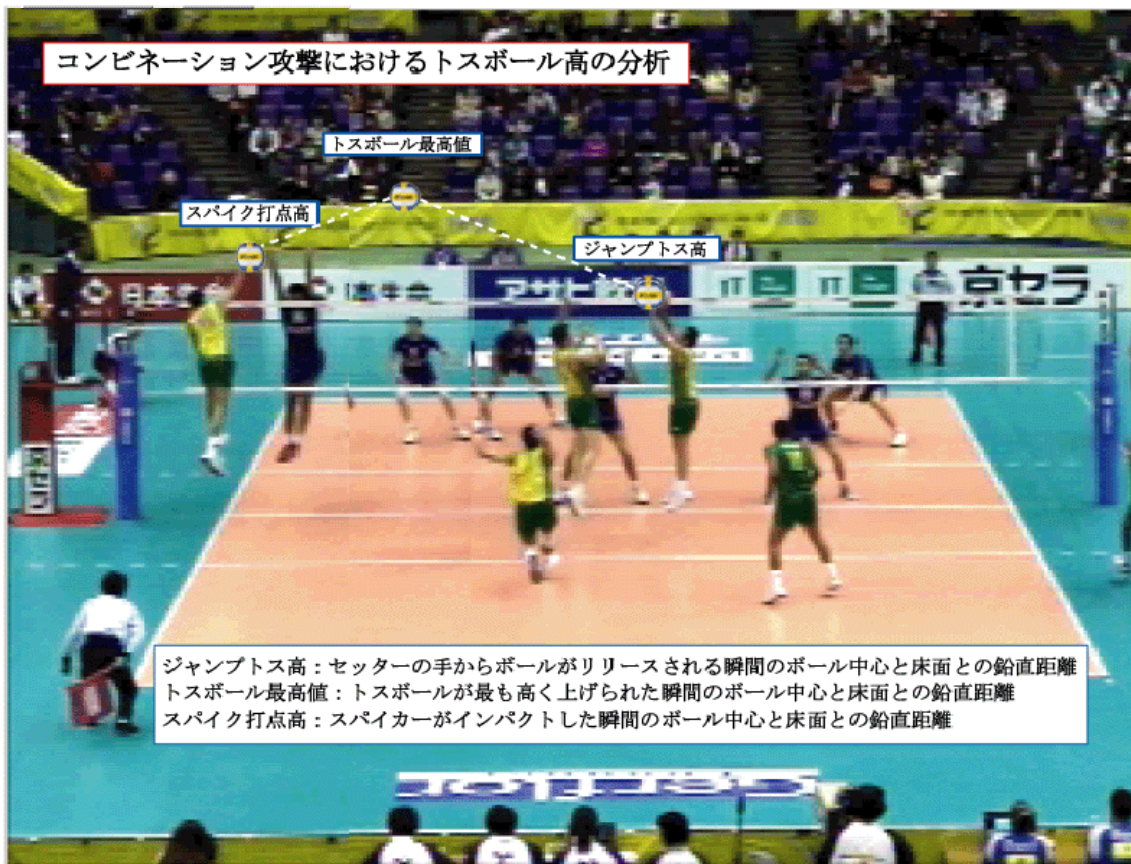 コンビネーション攻撃におけるトスボール高の分析
トスボール最高値
スパイク打点高
ジャンプトス高
日本生命
生命
アサヒ
IT
IT
京セラ
ジャンプトス高：セッターの手からボールがリリースされる瞬間のボール中心と床面との鉛直距離
トスボール最高値：トスボールが最も高く上げられた瞬間のボール中心と床面との鉛直距離
スパイク打点高：スパイカーがインパクトした瞬間のボール中心と床面との鉛直距離
Gerflor